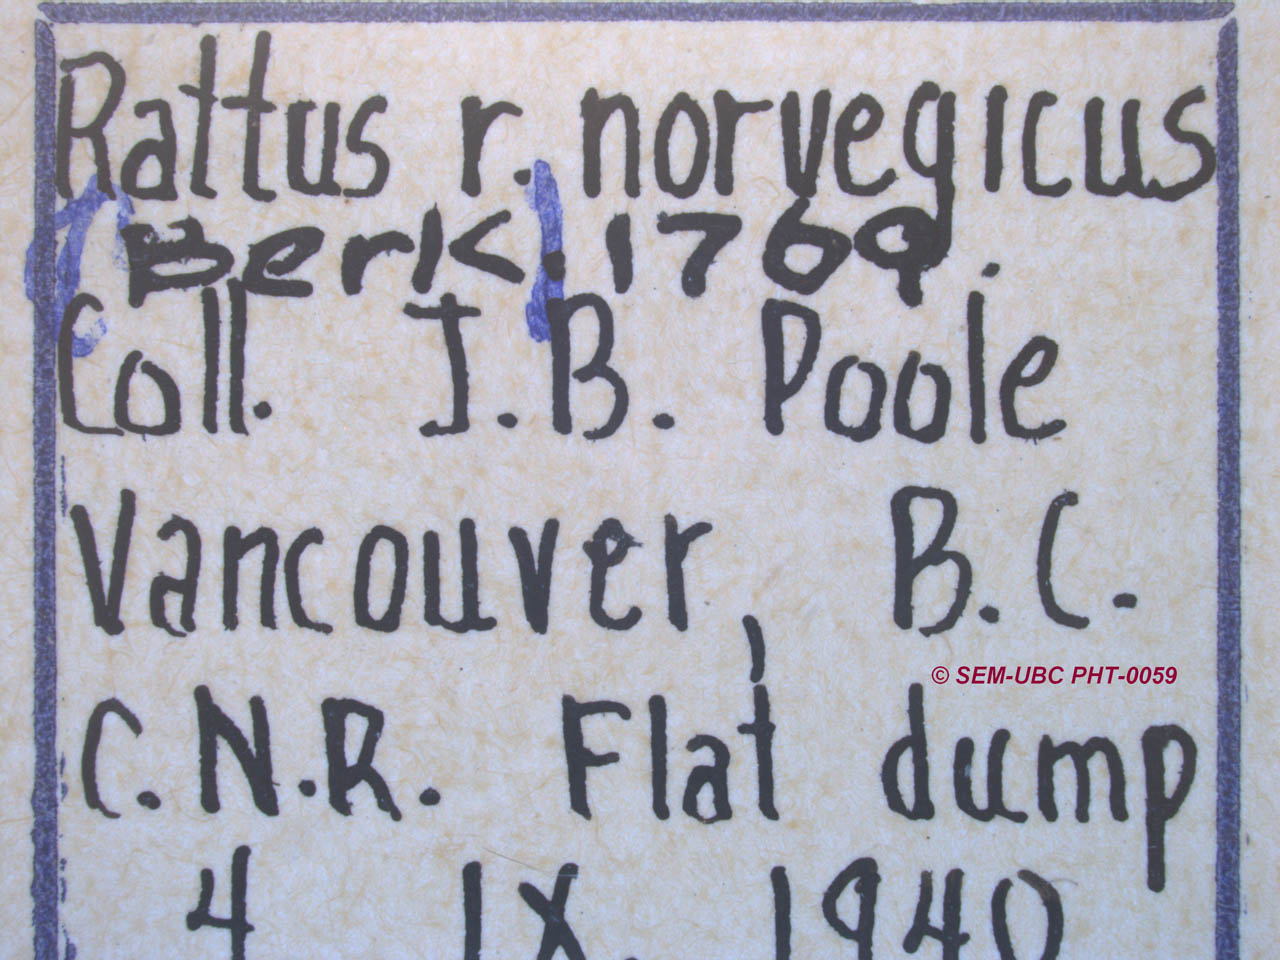 Rattus r. norvegicus
(Berk.) 1769
Coll. I.B. Poole
Vancouver, B.C.
© SEM-UBC PHT-0059
C.N.R. Flat dump
4 IX. 1940